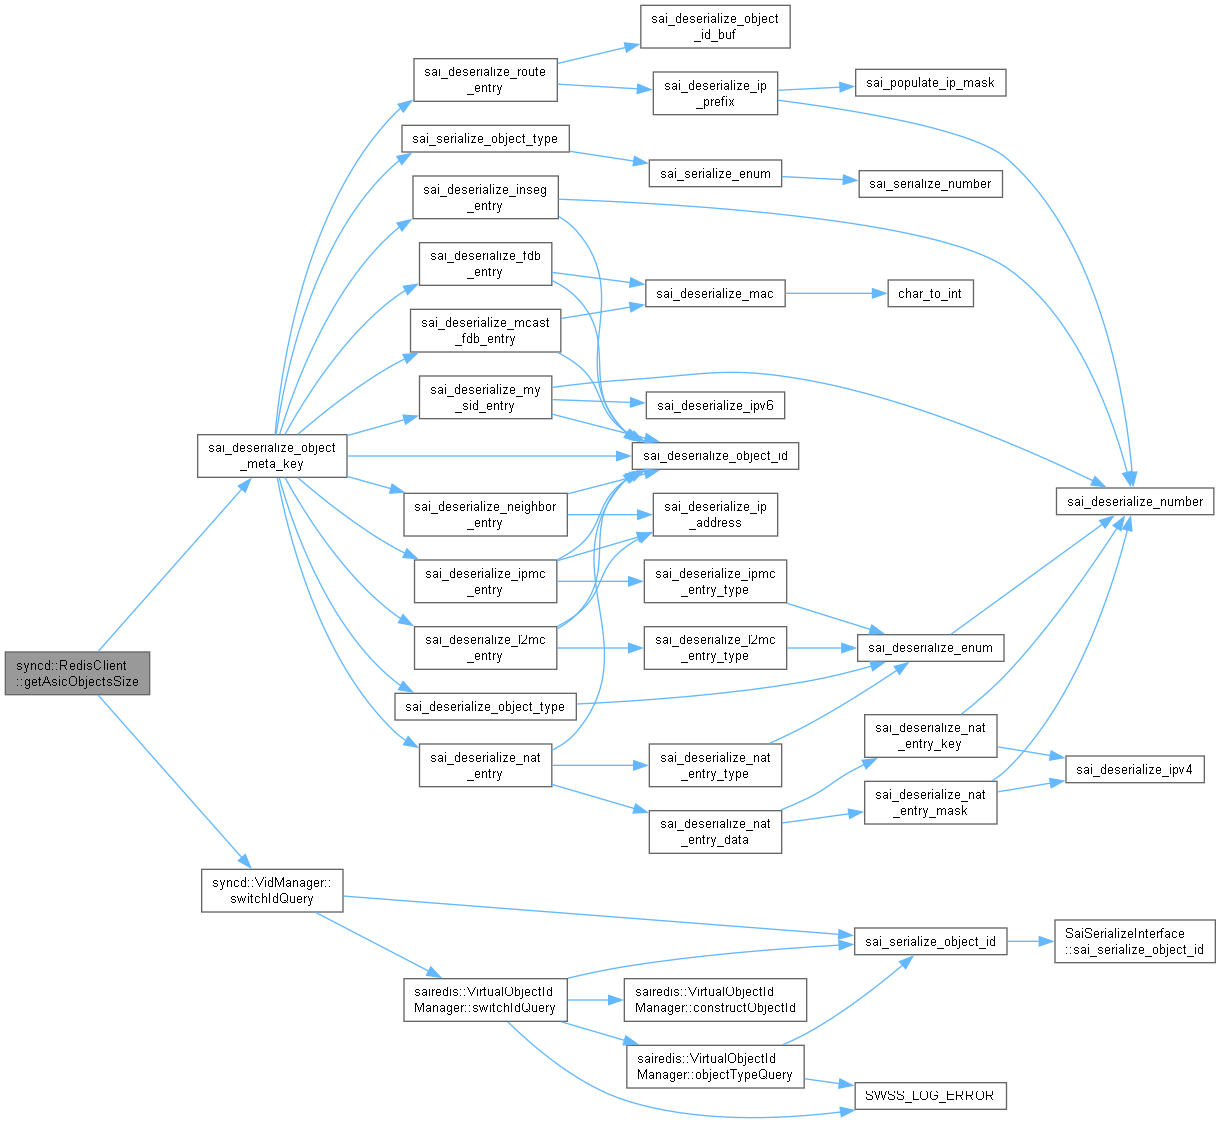 sai_deserialize_object
_id_buf
sai_deserialize_route
_entry
sai_deserialize_ip
_prefix
sai_populate_ip_mask
sai_serialize_object_type
sai_serialize_enum
sai_serialize_number
sai_deserialize_inseg
_entry
sai_deserialize_fdb
_entry
sai_deserialize_mac
char_to_int
sai_deserialize_mcast
_fdb_entry
sai_deserialize_my
_sid_entry
sai_deserialize_ipv6
sai_deserialize_object
_meta_key
sai_deserialize_object_id
sai_deserialize_number
sai_deserialize_neighbor
_entry
sai_deserialize_ip
_address
sai_deserialize_ipmc
_entry
sai_deserialize_ipmc
_entry_type
sai_deserialize_l2mc
_entry
sai_deserialize_l2mc
_entry_type
sai_deserialize_enum
syncd::RedisClient
::getAsicObjectsSize
sai_deserialize_object_type
sai_deserialize_nat
_entry
sai_deserialize_nat
_entry_type
sai_deserialize_nat
_entry_key
sai_deserialize_ipv4
sai_deserialize_nat
_entry_mask
sai_deserialize_nat
_entry_data
syncd::VidManager::
switchIdQuery
sai_serialize_object_id
SaiSerializeInterface
::sai_serialize_object_id
sairedis::VirtualObjectId
Manager::switchIdQuery
sairedis::VirtualObjectId
Manager::constructObjectId
sairedis::VirtualObjectId
Manager::objectTypeQuery
SWSS_LOG_ERROR